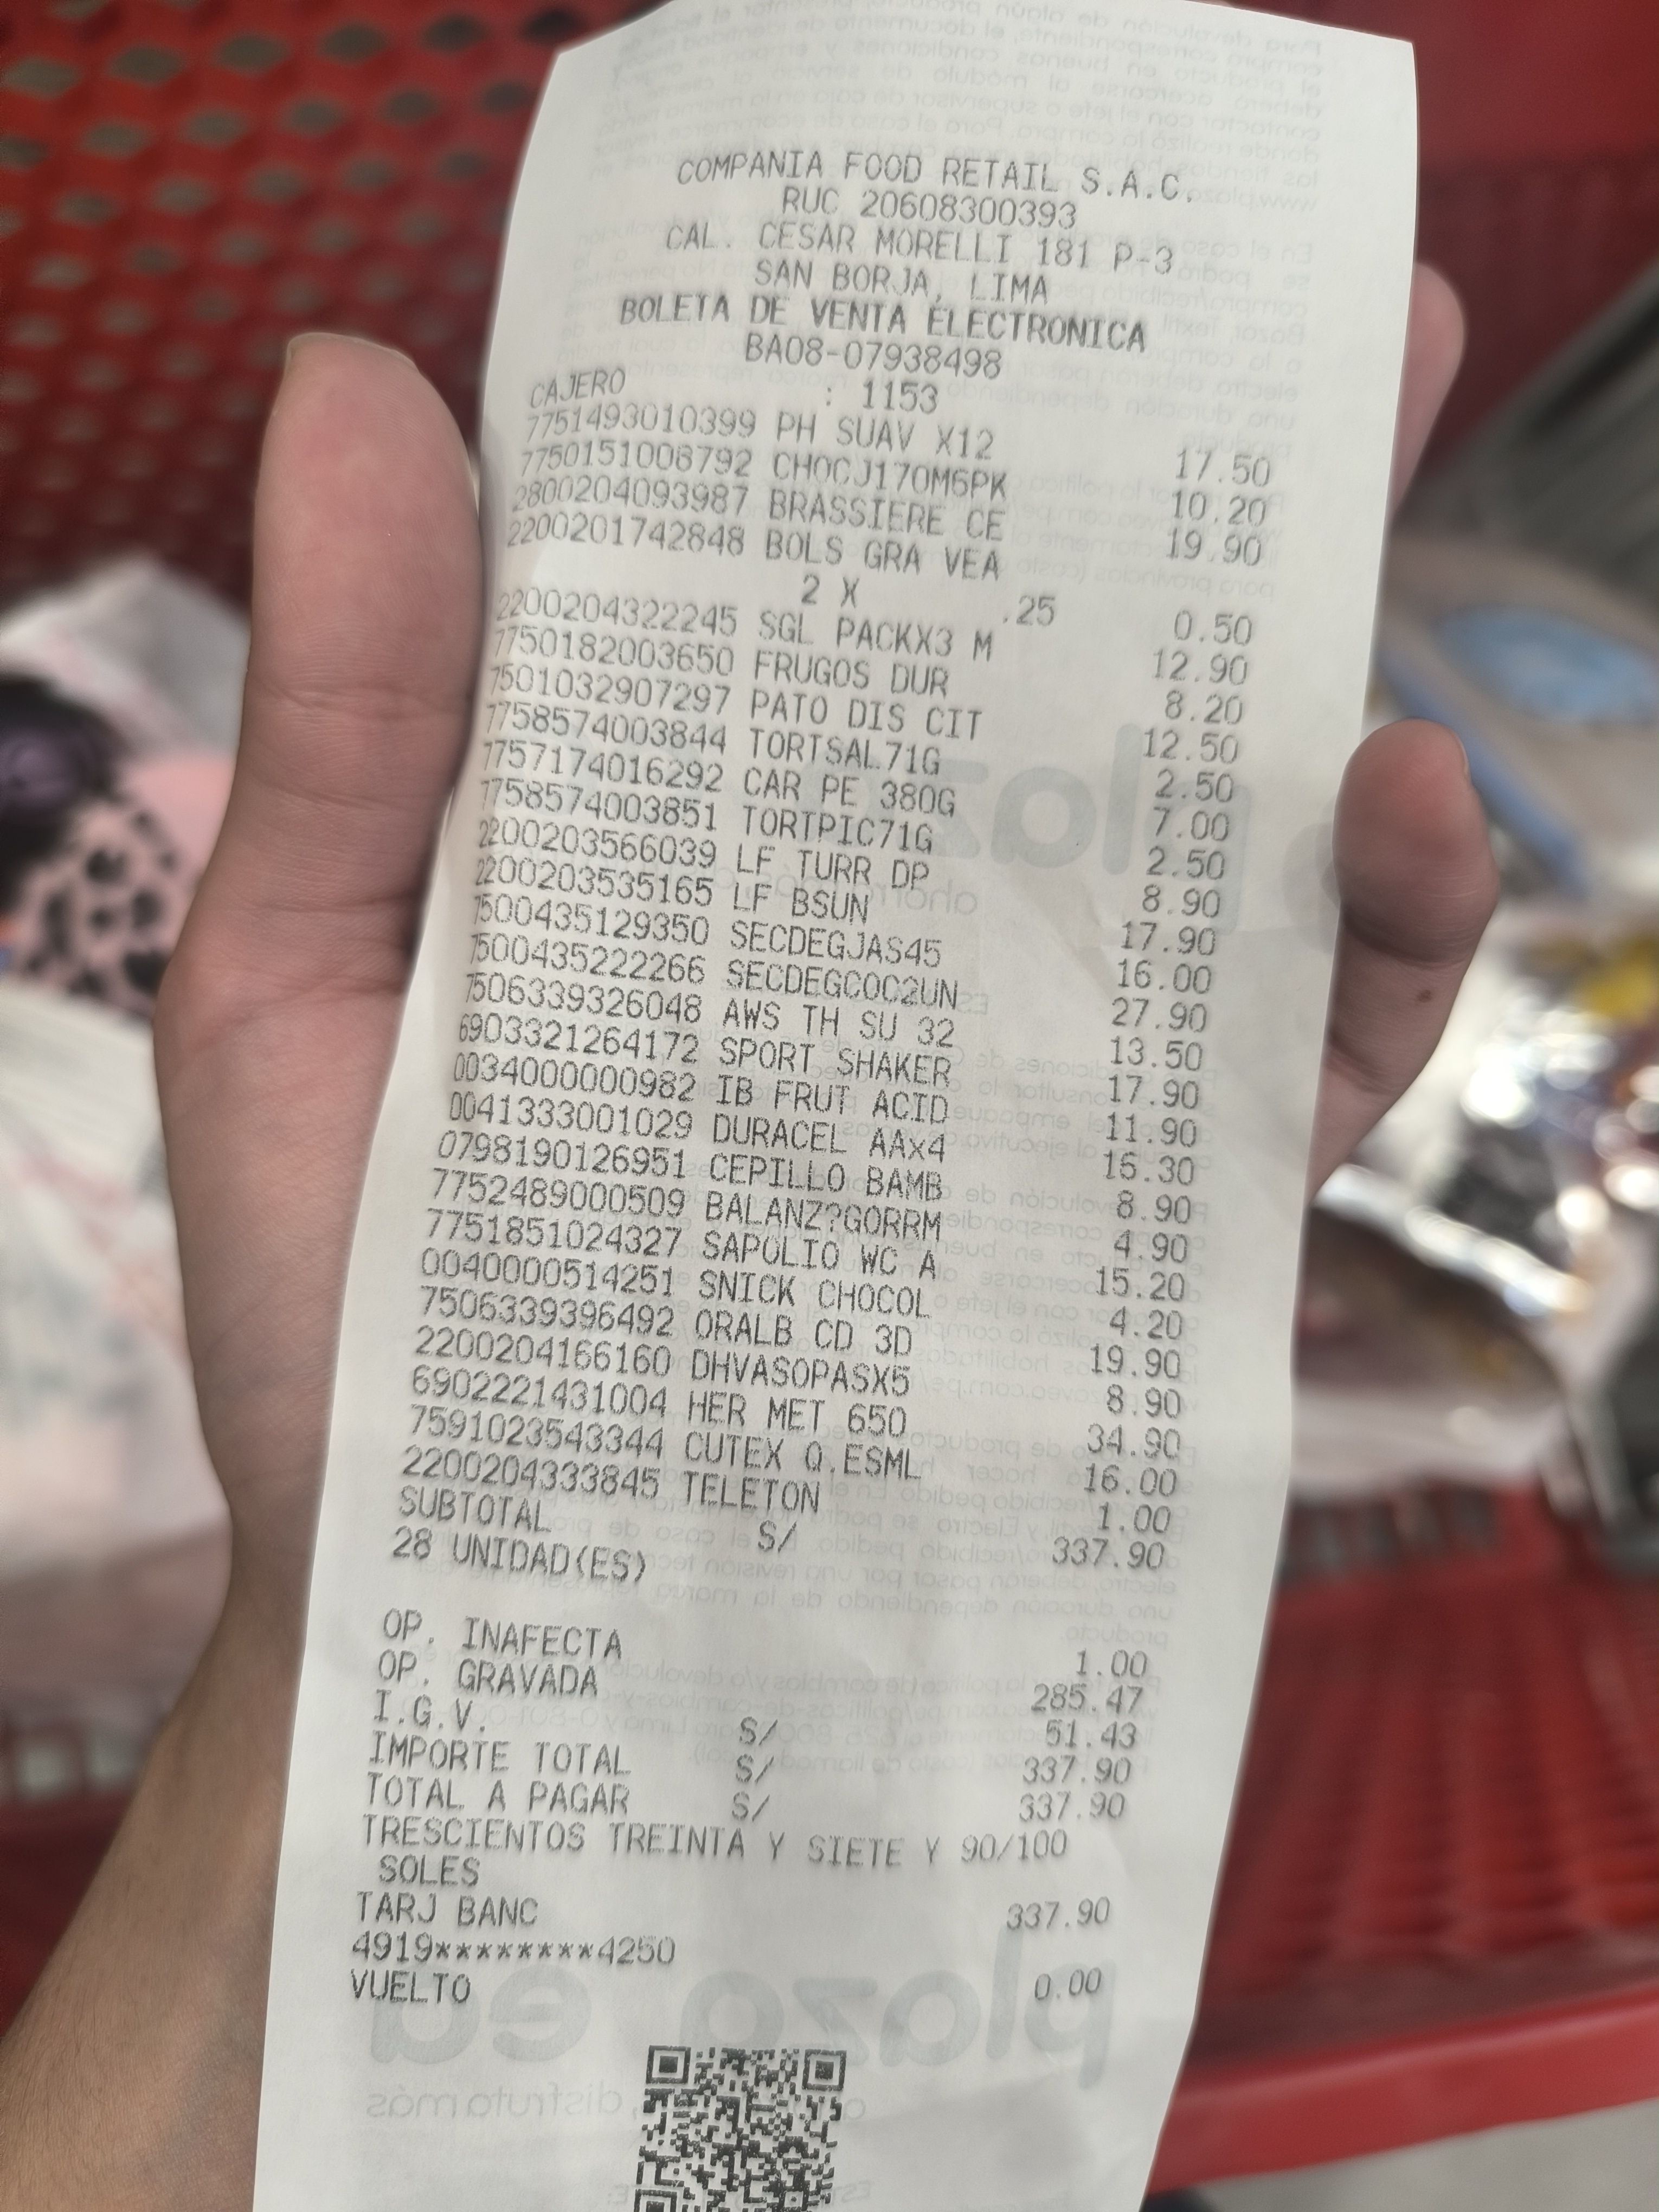 COMPANIA FOOD RETAIL S.A.C.
RUC 20608300393
CAL. CESAR MORELLI 181 P-3
SAN BORJA, LIMA
BOLETA DE VENTA ELECTRONICA
BA08-07938498
CAJERO : 1153
7751493010399 PH SUAV X12 17.50
7750151008792 CHOCJ170M6PK 10.20
2800204093987 BRASSIERE CE 19.90
2200201742848 BOLS GRA VEA
2 X .25 0.50
2200204322245 SGL PACKX3 M 12.90
7750182003650 FRUGOS DUR 8.20
7501032907297 PATO DIS CIT 12.50
7758574003844 TORTSAL71G 2.50
7757174016292 CAR PE 380G 7.00
7758574003851 TORTPIC71G 2.50
2200203566039 LF TURR DP 8.90
2200203535165 LF BSUN 17.90
7500435129350 SECDEGJAS45 16.00
7500435222266 SECDEGCOC2UN 27.90
7506339326048 AWS TH SU 32 13.50
6903321264172 SPORT SHAKER 17.90
0034000000982 IB FRUT ACID 11.90
0041333001029 DURACEL AAx4 16.30
0798190126951 CEPILLO BAMB 8.90
7752489000509 BALANZ?GORRM 4.90
7751851024327 SAPOLIO WC A 15.20
0040000514251 SNICK CHOCOL 4.20
7506339396492 ORALB CD 3D 19.90
2200204166160 DHVASOPASX5 8.90
6902221431004 HER MET 650 34.90
7591023543344 CUTEX Q.ESML 16.00
2200204333845 TELETON 1.00
SUBTOTAL S/ 337.90
28 UNIDAD(ES)
OP. INAFECTA 1.00
OP. GRAVADA 285.47
I.G.V. S/ 51.43
IMPORTE TOTAL S/ 337.90
TOTAL A PAGAR S/ 337.90
TRESCIENTOS TREINTA Y SIETE Y 90/100
SOLES
TARJ BANC 337.90
4919********4250
VUELTO 0.00
plaza vea
disfruta más